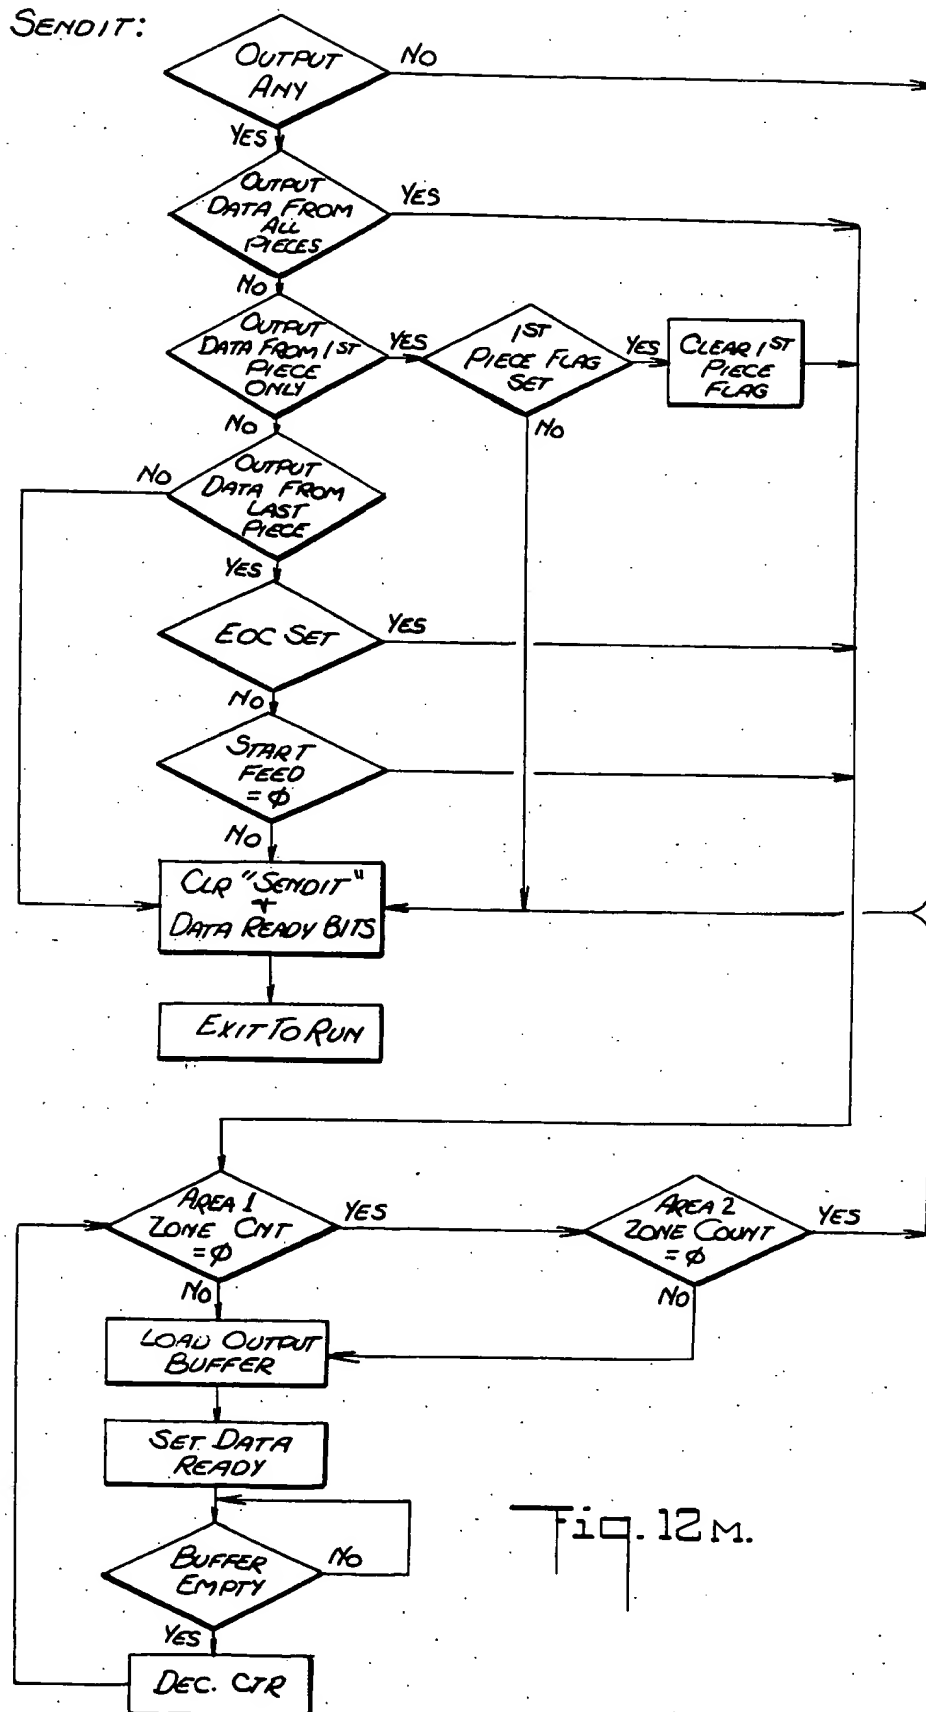 SENDIT:
OUTPUT
ANY
NO
YES
OUTPUT
DATA FROM
ALL
PIECES
YES
NO
OUTPUT
DATA FROM 1ST
PIECE
ONLY
YES
1ST
PIECE FLAG
SET
YES
CLEAR 1ST
PIECE
FLAG
NO
NO
OUTPUT
DATA FROM
LAST
PIECE
NO
YES
EOC SET
YES
NO
START
FEED
= φ
NO
CLR "SENDIT"
+
DATA READY BITS
EXIT TO RUN
AREA 1
ZONE CNT
= φ
YES
AREA 2
ZONE COUNT
= φ
YES
NO
NO
LOAD OUTPUT
BUFFER
SET DATA
READY
BUFFER
EMPTY
NO
YES
DEC. CTR
Fig. 12M.